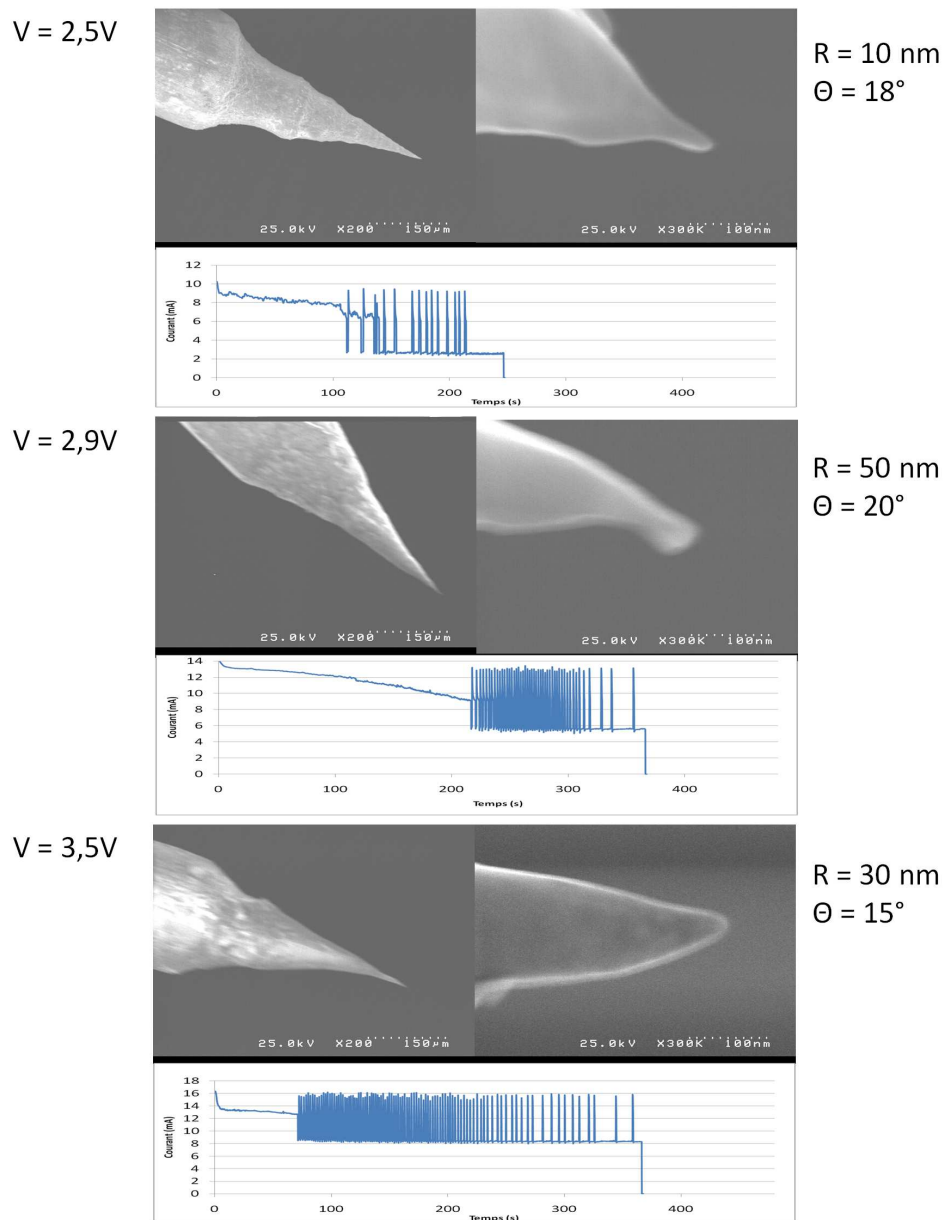 V = 2,5V
25.0kV X200 150µm
25.0kV X300K 100nm
R = 10 nm
Θ = 18°
12
10
8
6
4
2
0
Courant (mA)
0 100 200 300 400
Temps (s)
V = 2,9V
25.0kV X200 150µm
25.0kV X300K 100nm
R = 50 nm
Θ = 20°
14
12
10
8
6
4
2
0
Courant (mA)
0 100 200 300 400
Temps (s)
V = 3,5V
25.0kV X200 150µm
25.0kV X300K 100nm
R = 30 nm
Θ = 15°
18
16
14
12
10
8
6
4
2
0
Courant (mA)
0 100 200 300 400
Temps (s)